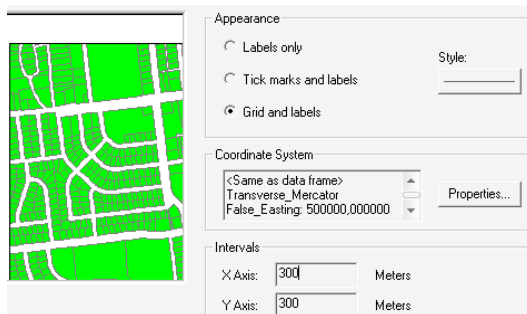 Appearance
Labels only
Style:
Tick marks and labels
Grid and labels
Coordinate System
<Same as data frame>
Transverse_Mercator
False_Easting: 500000,000000
Properties...
Intervals
X Axis: 300 Meters
Y Axis: 300 Meters